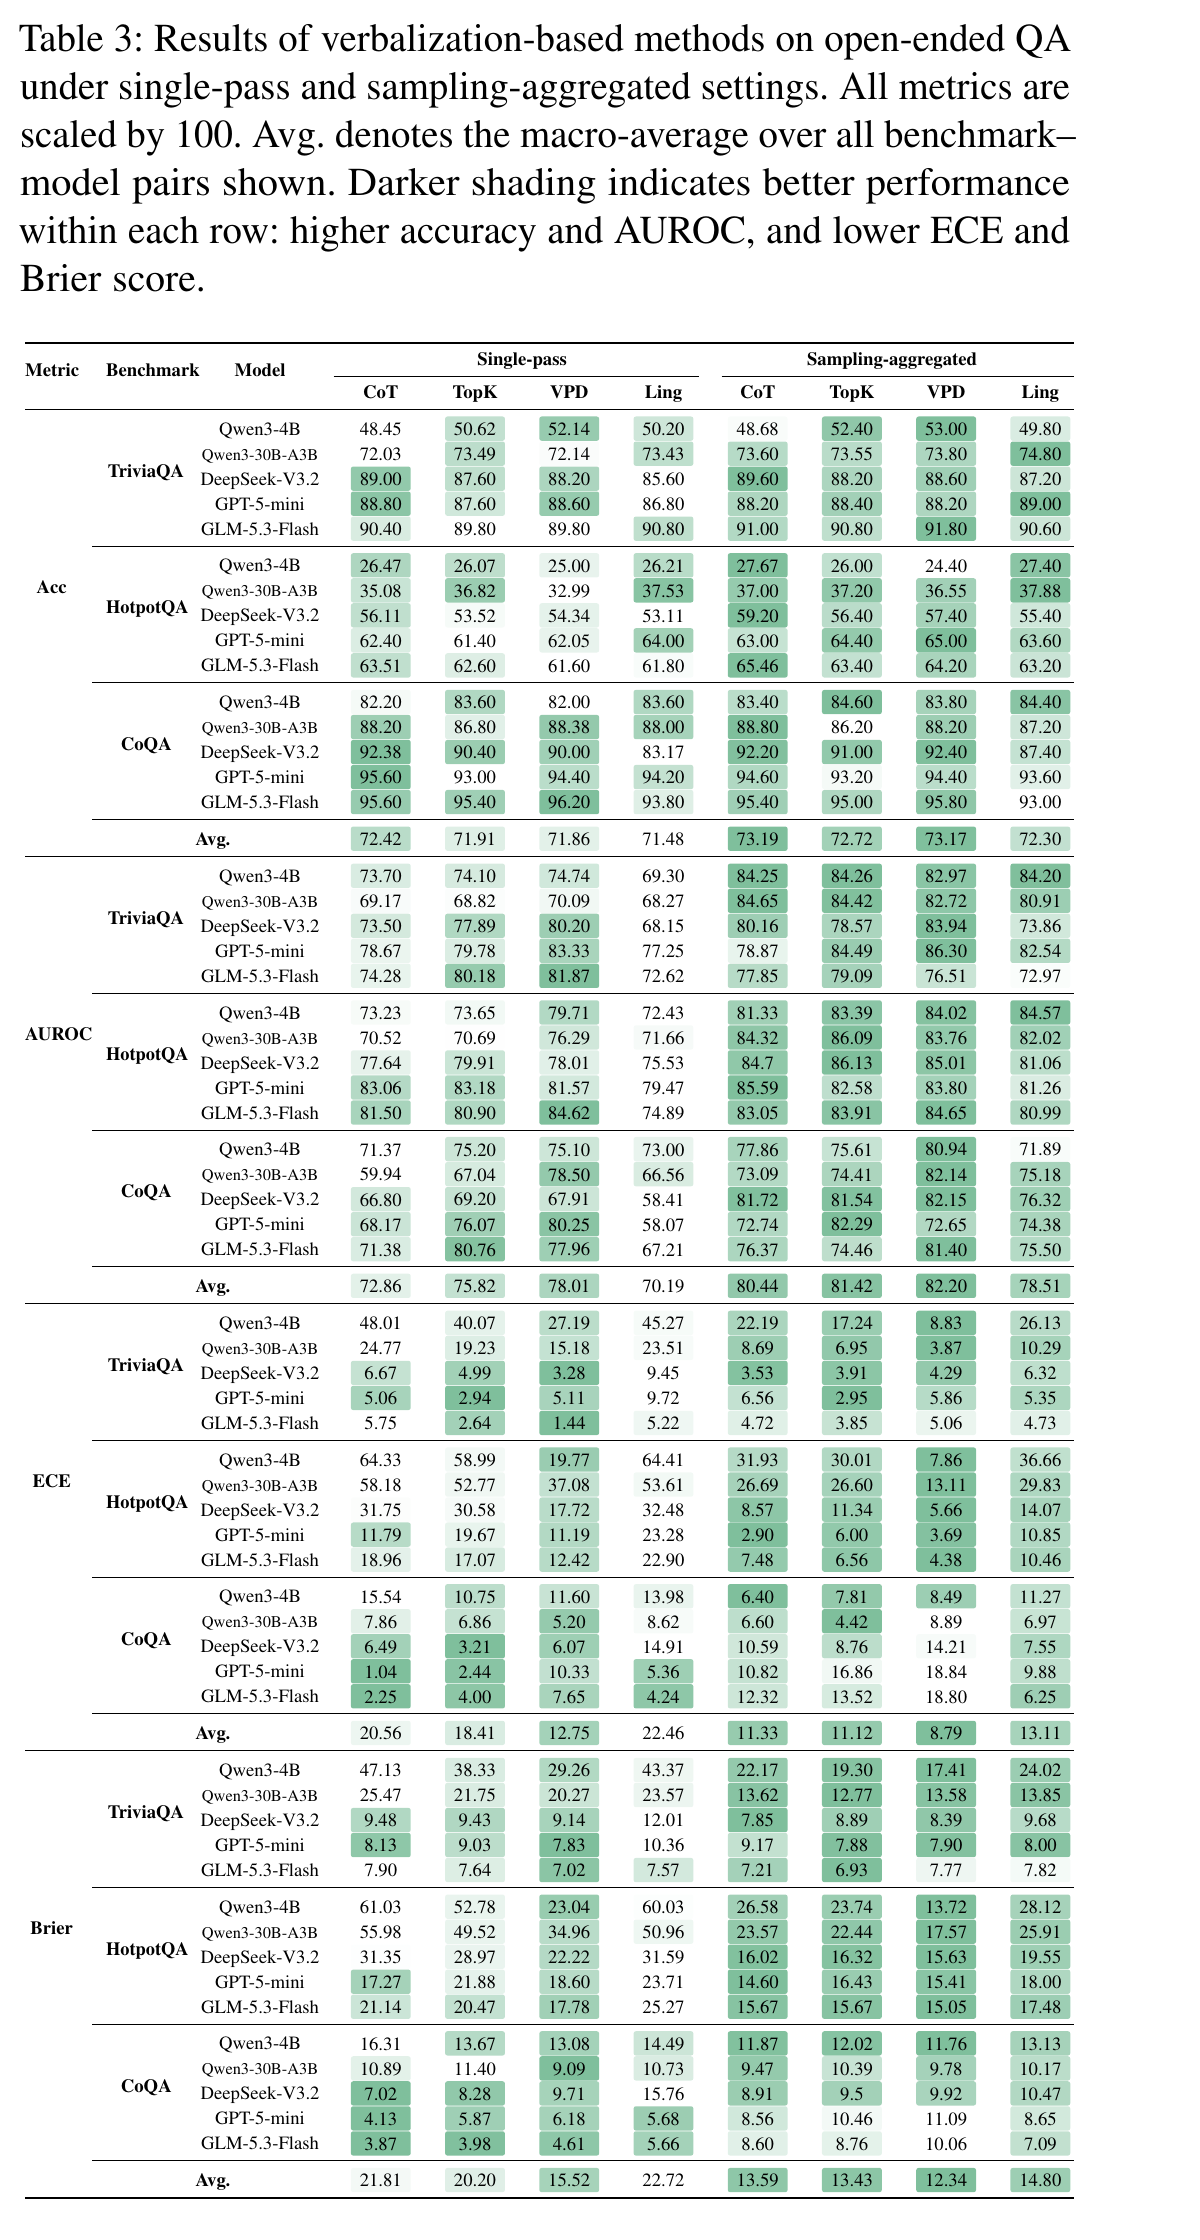 Table 3: Results of verbalization-based methods on open-ended QA
under single-pass and sampling-aggregated settings. All metrics are
scaled by 100. Avg. denotes the macro-average over all benchmark–
model pairs shown. Darker shading indicates better performance
within each row: higher accuracy and AUROC, and lower ECE and
Brier score.
Metric Benchmark Model Single-pass Sampling-aggregated
CoT TopK VPD Ling CoT TopK VPD Ling
Acc
TriviaQA
Qwen3-4B 48.45 50.62 52.14 50.20 48.68 52.40 53.00 49.80
Qwen3-30B-A3B 72.03 73.49 72.14 73.43 73.60 73.55 73.80 74.80
DeepSeek-V3.2 89.00 87.60 88.20 85.60 89.60 88.20 88.60 87.20
GPT-5-mini 88.80 87.60 88.60 86.80 88.20 88.40 88.20 89.00
GLM-5.3-Flash 90.40 89.80 89.80 90.80 91.00 90.80 91.80 90.60
HotpotQA
Qwen3-4B 26.47 26.07 25.00 26.21 27.67 26.00 24.40 27.40
Qwen3-30B-A3B 35.08 36.82 32.99 37.53 37.00 37.20 36.55 37.88
DeepSeek-V3.2 56.11 53.52 54.34 53.11 59.20 56.40 57.40 55.40
GPT-5-mini 62.40 61.40 62.05 64.00 63.00 64.40 65.00 63.60
GLM-5.3-Flash 63.51 62.60 61.60 61.80 65.46 63.40 64.20 63.20
CoQA
Qwen3-4B 82.20 83.60 82.00 83.60 83.40 84.60 83.80 84.40
Qwen3-30B-A3B 88.20 86.80 88.38 88.00 88.80 86.20 88.20 87.20
DeepSeek-V3.2 92.38 90.40 90.00 83.17 92.20 91.00 92.40 87.40
GPT-5-mini 95.60 93.00 94.40 94.20 94.60 93.20 94.40 93.60
GLM-5.3-Flash 95.60 95.40 96.20 93.80 95.40 95.00 95.80 93.00
Avg. 72.42 71.91 71.86 71.48 73.19 72.72 73.17 72.30
AUROC
TriviaQA
Qwen3-4B 73.70 74.10 74.74 69.30 84.25 84.26 82.97 84.20
Qwen3-30B-A3B 69.17 68.82 70.09 68.27 84.65 84.42 82.72 80.91
DeepSeek-V3.2 73.50 77.89 80.20 68.15 80.16 78.57 83.94 73.86
GPT-5-mini 78.67 79.78 83.33 77.25 78.87 84.49 86.30 82.54
GLM-5.3-Flash 74.28 80.18 81.87 72.62 77.85 79.09 76.51 72.97
HotpotQA
Qwen3-4B 73.23 73.65 79.71 72.43 81.33 83.39 84.02 84.57
Qwen3-30B-A3B 70.52 70.69 76.29 71.66 84.32 86.09 83.76 82.02
DeepSeek-V3.2 77.64 79.91 78.01 75.53 84.7 86.13 85.01 81.06
GPT-5-mini 83.06 83.18 81.57 79.47 85.59 82.58 83.80 81.26
GLM-5.3-Flash 81.50 80.90 84.62 74.89 83.05 83.91 84.65 80.99
CoQA
Qwen3-4B 71.37 75.20 75.10 73.00 77.86 75.61 80.94 71.89
Qwen3-30B-A3B 59.94 67.04 78.50 66.56 73.09 74.41 82.14 75.18
DeepSeek-V3.2 66.80 69.20 67.91 58.41 81.72 81.54 82.15 76.32
GPT-5-mini 68.17 76.07 80.25 58.07 72.74 82.29 72.65 74.38
GLM-5.3-Flash 71.38 80.76 77.96 67.21 76.37 74.46 81.40 75.50
Avg. 72.86 75.82 78.01 70.19 80.44 81.42 82.20 78.51
ECE
TriviaQA
Qwen3-4B 48.01 40.07 27.19 45.27 22.19 17.24 8.83 26.13
Qwen3-30B-A3B 24.77 19.23 15.18 23.51 8.69 6.95 3.87 10.29
DeepSeek-V3.2 6.67 4.99 3.28 9.45 3.53 3.91 4.29 6.32
GPT-5-mini 5.06 2.94 5.11 9.72 6.56 2.95 5.86 5.35
GLM-5.3-Flash 5.75 2.64 1.44 5.22 4.72 3.85 5.06 4.73
HotpotQA
Qwen3-4B 64.33 58.99 19.77 64.41 31.93 30.01 7.86 36.66
Qwen3-30B-A3B 58.18 52.77 37.08 53.61 26.69 26.60 13.11 29.83
DeepSeek-V3.2 31.75 30.58 17.72 32.48 8.57 11.34 5.66 14.07
GPT-5-mini 11.79 19.67 11.19 23.28 2.90 6.00 3.69 10.85
GLM-5.3-Flash 18.96 17.07 12.42 22.90 7.48 6.56 4.38 10.46
CoQA
Qwen3-4B 15.54 10.75 11.60 13.98 6.40 7.81 8.49 11.27
Qwen3-30B-A3B 7.86 6.86 5.20 8.62 6.60 4.42 8.89 6.97
DeepSeek-V3.2 6.49 3.21 6.07 14.91 10.59 8.76 14.21 7.55
GPT-5-mini 1.04 2.44 10.33 5.36 10.82 16.86 18.84 9.88
GLM-5.3-Flash 2.25 4.00 7.65 4.24 12.32 13.52 18.80 6.25
Avg. 20.56 18.41 12.75 22.46 11.33 11.12 8.79 13.11
Brier
TriviaQA
Qwen3-4B 47.13 38.33 29.26 43.37 22.17 19.30 17.41 24.02
Qwen3-30B-A3B 25.47 21.75 20.27 23.57 13.62 12.77 13.58 13.85
DeepSeek-V3.2 9.48 9.43 9.14 12.01 7.85 8.89 8.39 9.68
GPT-5-mini 8.13 9.03 7.83 10.36 9.17 7.88 7.90 8.00
GLM-5.3-Flash 7.90 7.64 7.02 7.57 7.21 6.93 7.77 7.82
HotpotQA
Qwen3-4B 61.03 52.78 23.04 60.03 26.58 23.74 13.72 28.12
Qwen3-30B-A3B 55.98 49.52 34.96 50.96 23.57 22.44 17.57 25.91
DeepSeek-V3.2 31.35 28.97 22.22 31.59 16.02 16.32 15.63 19.55
GPT-5-mini 17.27 21.88 18.60 23.71 14.60 16.43 15.41 18.00
GLM-5.3-Flash 21.14 20.47 17.78 25.27 15.67 15.67 15.05 17.48
CoQA
Qwen3-4B 16.31 13.67 13.08 14.49 11.87 12.02 11.76 13.13
Qwen3-30B-A3B 10.89 11.40 9.09 10.73 9.47 10.39 9.78 10.17
DeepSeek-V3.2 7.02 8.28 9.71 15.76 8.91 9.5 9.92 10.47
GPT-5-mini 4.13 5.87 6.18 5.68 8.56 10.46 11.09 8.65
GLM-5.3-Flash 3.87 3.98 4.61 5.66 8.60 8.76 10.06 7.09
Avg. 21.81 20.20 15.52 22.72 13.59 13.43 12.34 14.80